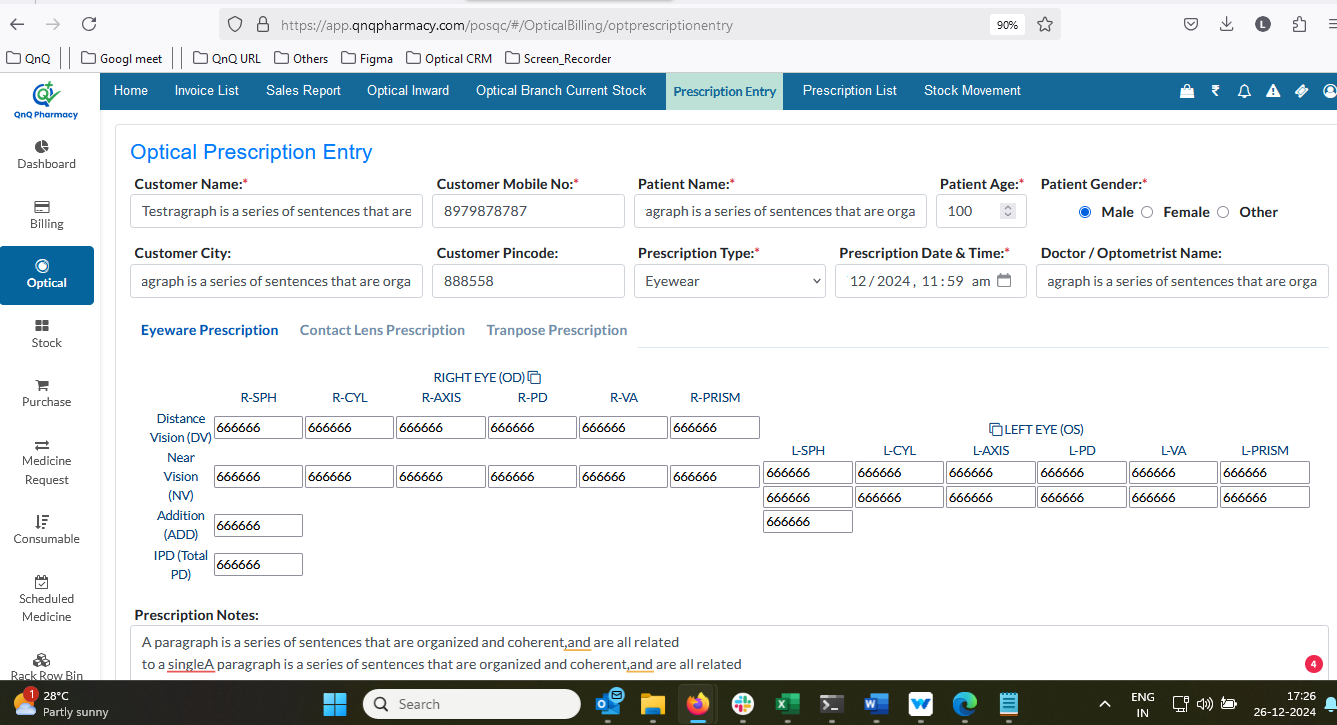 https://app.qnqpharmacy.com/posqc/#/OpticalBilling/optprescriptionentry 90% L
QnQ Googl meet QnQ URL Others Figma Optical CRM Screen_Recorder
QnQ Pharmacy
Home Invoice List Sales Report Optical Inward Optical Branch Current Stock Prescription Entry Prescription List Stock Movement
Dashboard
Billing
Optical
Stock
Purchase
Medicine
Request
Consumable
Scheduled
Medicine
Rack Row Bin
Optical Prescription Entry
Customer Name:* Customer Mobile No:* Patient Name:* Patient Age:* Patient Gender:*
Testragraph is a series of sentences that are 8979878787 agraph is a series of sentences that are orga 100 Male Female Other
Customer City: Customer Pincode: Prescription Type:* Prescription Date & Time:* Doctor / Optometrist Name:
agraph is a series of sentences that are orga 888558 Eyewear 12/2024, 11:59 am agraph is a series of sentences that are orga
Eyeware Prescription Contact Lens Prescription Tranpose Prescription
RIGHT EYE (OD)
R-SPH R-CYL R-AXIS R-PD R-VA R-PRISM
Distance
Vision (DV)
666666 666666 666666 666666 666666 666666
Near
Vision
(NV)
666666 666666 666666 666666 666666 666666
Addition
(ADD)
666666
IPD (Total
PD)
666666
LEFT EYE (OS)
L-SPH L-CYL L-AXIS L-PD L-VA L-PRISM
666666 666666 666666 666666 666666 666666
666666 666666 666666 666666 666666 666666
666666
Prescription Notes:
A paragraph is a series of sentences that are organized and coherent,and are all related
to a singleA paragraph is a series of sentences that are organized and coherent,and are all related
4
1
28°C
Partly sunny
Search
ENG
IN
17:26
26-12-2024